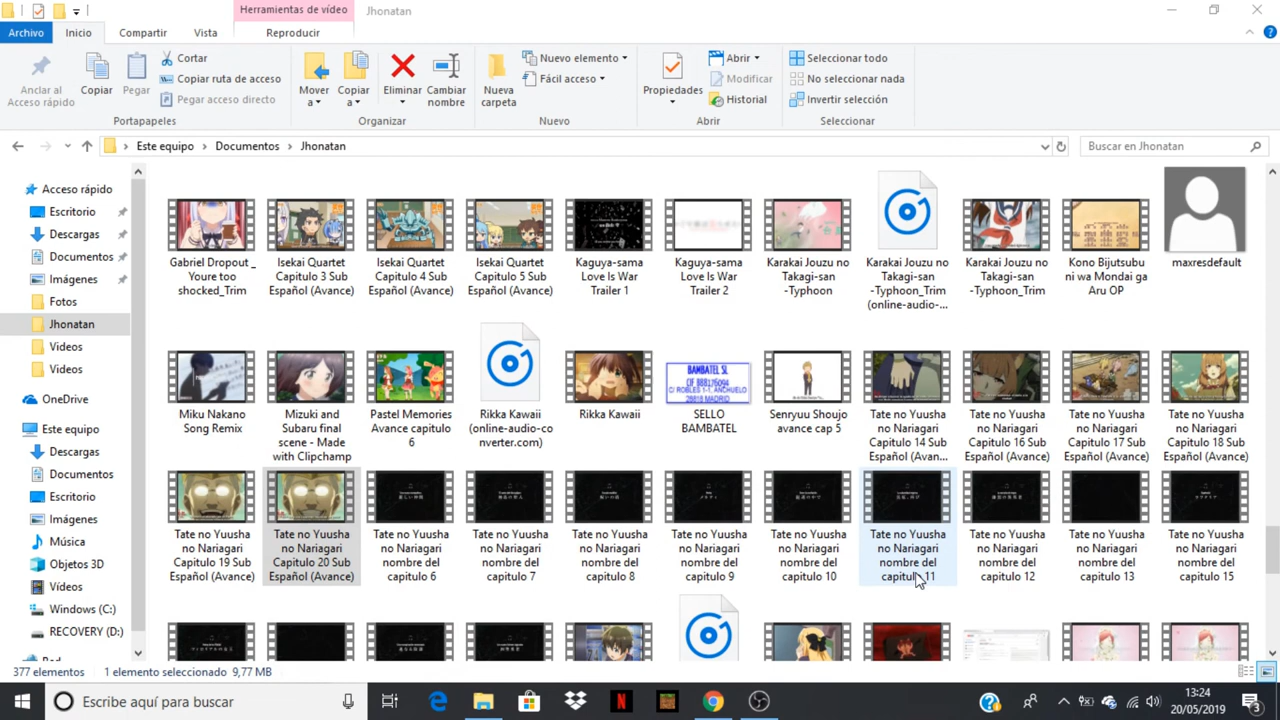 Herramientas de vídeo
Jhonatan
Archivo
Inicio
Compartir
Vista
Reproducir
Anclar al
Acceso rápido
Copiar
Pegar
Cortar
Copiar ruta de acceso
Pegar acceso directo
Portapapeles
Mover
a
Copiar
a
Eliminar
Cambiar
nombre
Organizar
Nueva
carpeta
Nuevo elemento
Fácil acceso
Nuevo
Propiedades
Abrir
Modificar
Historial
Abrir
Seleccionar todo
No seleccionar nada
Invertir selección
Seleccionar
Este equipo
Documentos
Jhonatan
Buscar en Jhonatan
Acceso rápido
Escritorio
Descargas
Documentos
Imágenes
Fotos
Jhonatan
Videos
Videos
OneDrive
Este equipo
Descargas
Documentos
Escritorio
Imágenes
Música
Objetos 3D
Vídeos
Windows (C:)
RECOVERY (D:)
Gabriel Dropout _
Youre too
shocked_Trim
Isekai Quartet
Capitulo 3 Sub
Español (Avance)
Isekai Quartet
Capitulo 4 Sub
Español (Avance)
Isekai Quartet
Capitulo 5 Sub
Español (Avance)
Kaguya-sama
Love Is War
Trailer 1
Kaguya-sama
Love Is War
Trailer 2
Karakai Jouzu no
Takagi-san
-Typhoon
Karakai Jouzu no
Takagi-san
-Typhoon_Trim
(online-audio-...
Karakai Jouzu no
Takagi-san
-Typhoon_Trim
Kono Bijutsubu
ni wa Mondai ga
Aru OP
maxresdefault
Miku Nakano
Song Remix
Mizuki and
Subaru final
scene - Made
with Clipchamp
Pastel Memories
Avance capitulo
6
Rikka Kawaii
(online-audio-co
nverter.com)
Rikka Kawaii
BAMBATEL SL
C/ ROBLES 1-1, ANCHUELO
28818 MADRID
SELLO
BAMBATEL
Senryuu Shoujo
avance cap 5
Tate no Yuusha
no Nariagari
Capitulo 14 Sub
Español (Avan...
Tate no Yuusha
no Nariagari
Capitulo 16 Sub
Español (Avance)
Tate no Yuusha
no Nariagari
Capitulo 17 Sub
Español (Avance)
Tate no Yuusha
no Nariagari
Capitulo 18 Sub
Español (Avance)
Tate no Yuusha
no Nariagari
Capitulo 19 Sub
Español (Avance)
Tate no Yuusha
no Nariagari
Capitulo 20 Sub
Español (Avance)
Tate no Yuusha
no Nariagari
nombre del
capitulo 6
Tate no Yuusha
no Nariagari
nombre del
capitulo 7
Tate no Yuusha
no Nariagari
nombre del
capitulo 8
Tate no Yuusha
no Nariagari
nombre del
capitulo 9
Tate no Yuusha
no Nariagari
nombre del
capitulo 10
Tate no Yuusha
no Nariagari
nombre del
capitulo 11
Tate no Yuusha
no Nariagari
nombre del
capitulo 12
Tate no Yuusha
no Nariagari
nombre del
capitulo 13
Tate no Yuusha
no Nariagari
nombre del
capitulo 15
377 elementos
1 elemento seleccionado 9,77 MB
Escribe aquí para buscar
13:24
20/05/2019
3